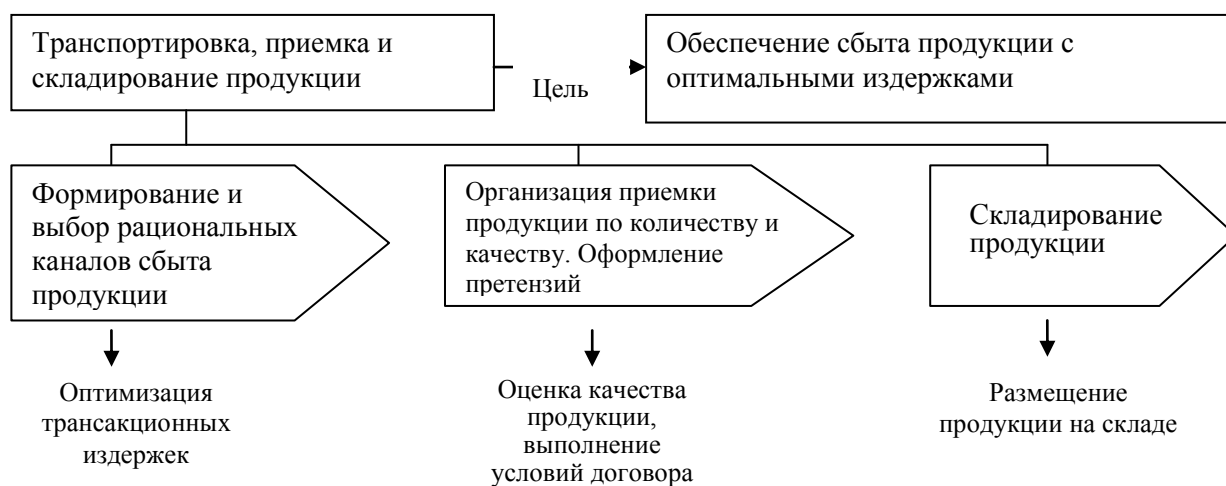 Транспортировка, приемка и
складирование продукции
Цель
Обеспечение сбыта продукции с
оптимальными издержками
Формирование и
выбор рациональных
каналов сбыта
продукции
Организация приемки
продукции по количеству и
качеству. Оформление
претензий
Складирование
продукции
Оптимизация
трансакционных
издержек
Оценка качества
продукции,
выполнение
условий договора
Размещение
продукции на складе